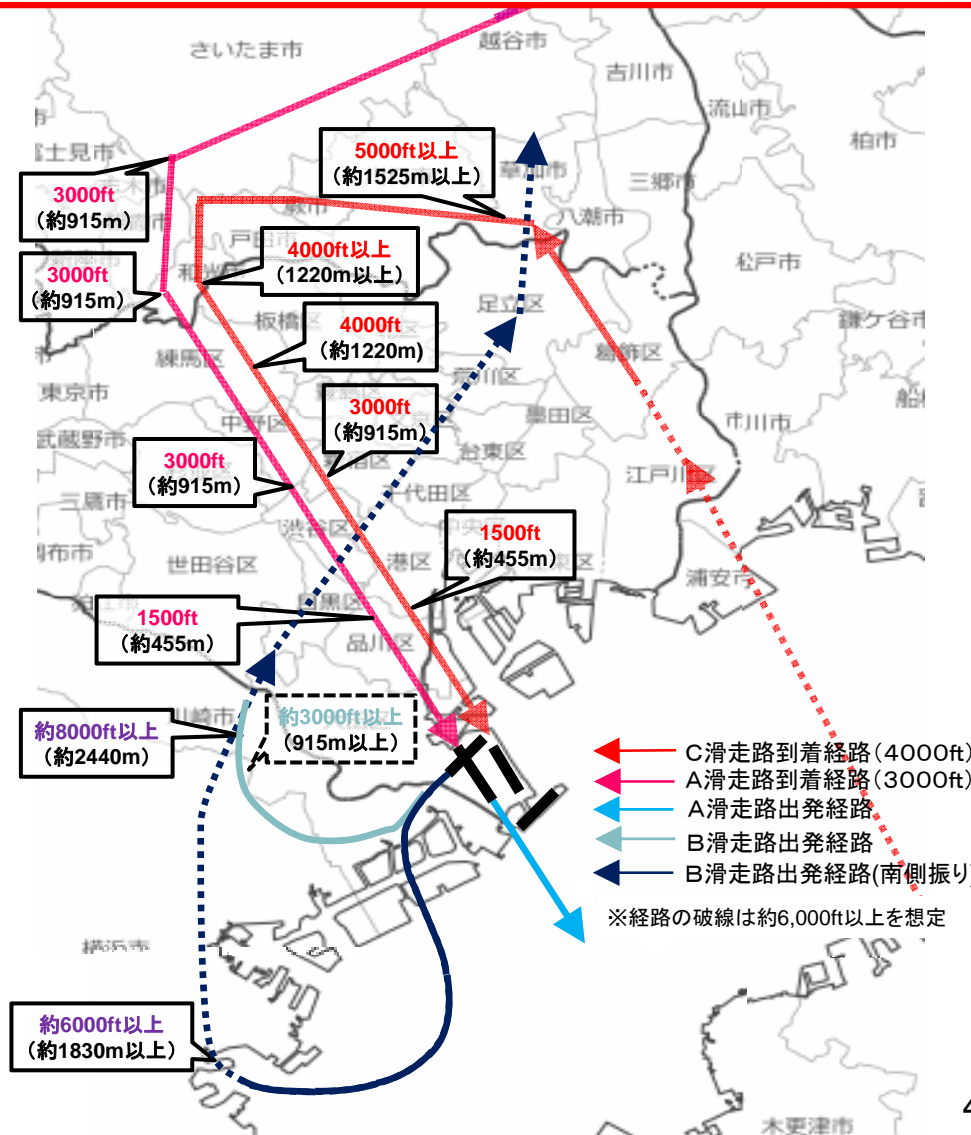 さいたま市
越谷市
吉川市
流山市
柏市
富士見市
5000ft以上
(約1525m以上)
三郷市
3000ft
(約915m)
八潮市
戸田市
4000ft以上
(1220m以上)
松戸市
3000ft
(約915m)
足立区
板橋区
4000ft
(約1220m)
鎌ケ谷市
練馬区
葛飾区
荒川区
東京市
3000ft
(約915m)
墨田区
市川市
中野区
武蔵野市
台東区
3000ft
(約915m)
江戸川区
千代田区
三鷹市
渋谷区
1500ft
(約455m)
港区
世田谷区
浦安市
1500ft
(約455m)
品川区
川崎市
約8000ft以上
(約2440m)
約3000ft以上
(915m以上)
C滑走路到着経路(4000ft)
A滑走路到着経路(3000ft)
A滑走路出発経路
B滑走路出発経路
B滑走路出発経路(南側振り)
※経路の破線は約6,000ft以上を想定
横浜市
約6000ft以上
(約1830m以上)
木更津市